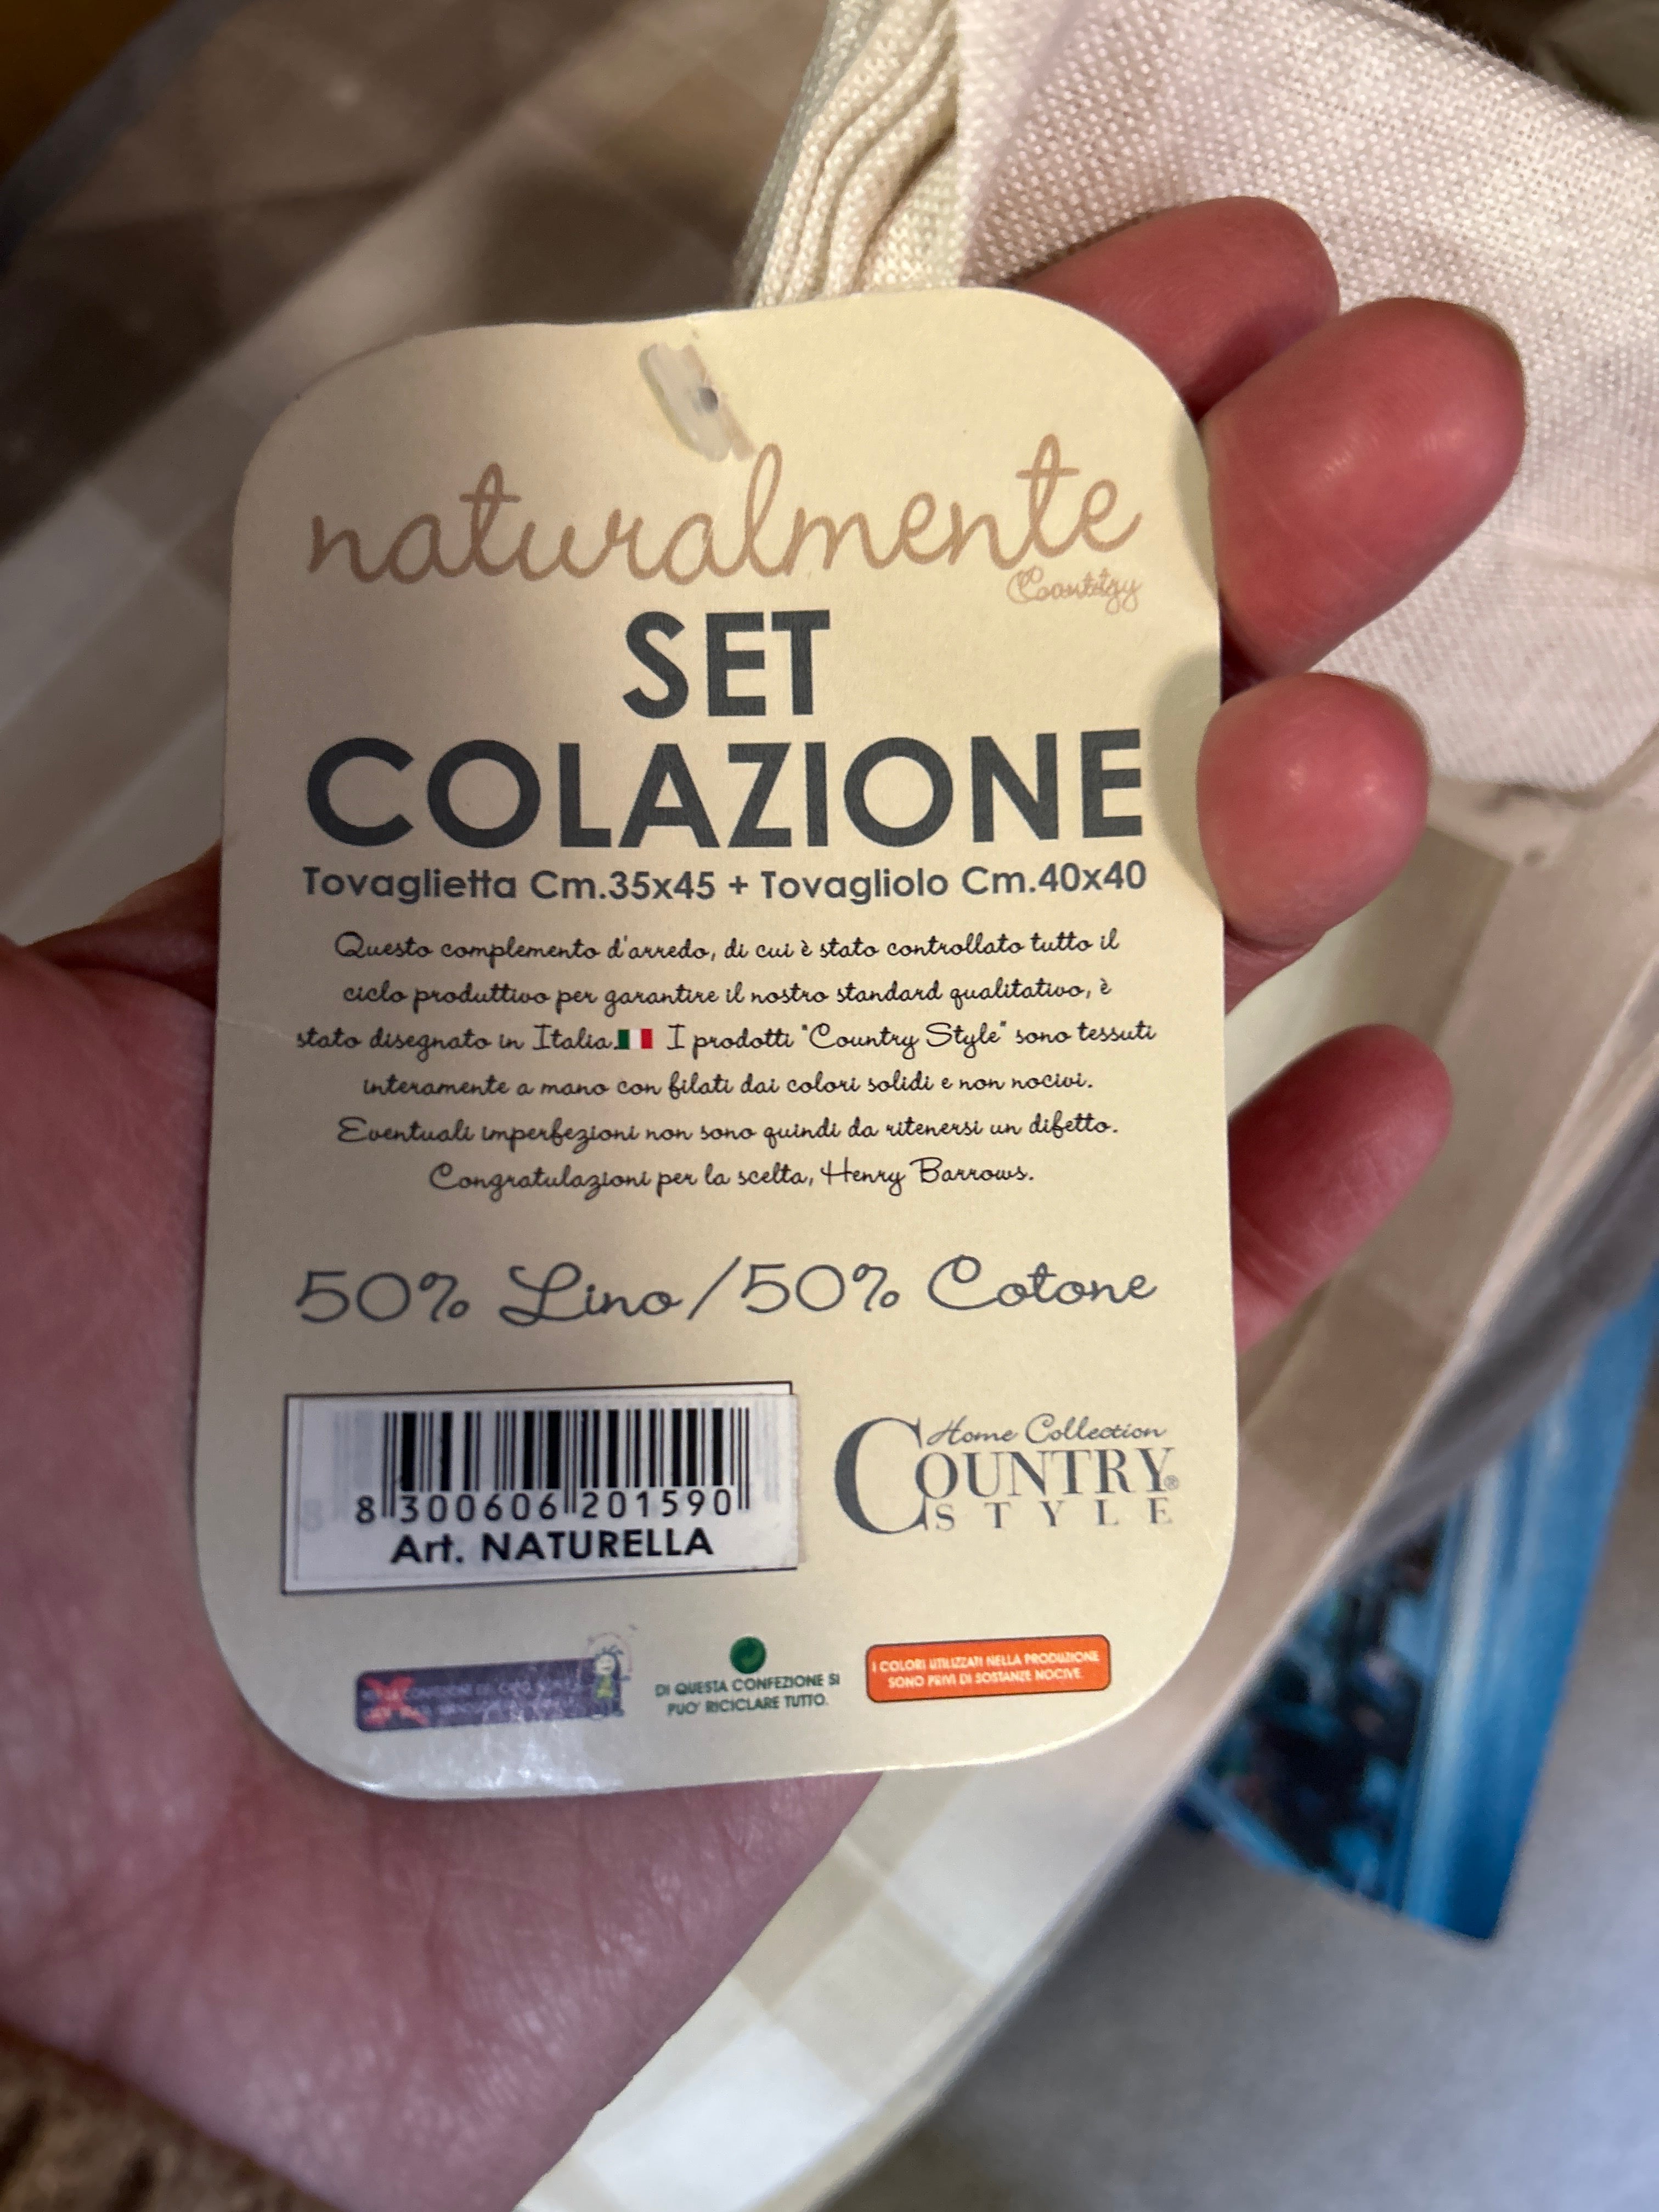 naturalmente
Country
SET
COLAZIONE
Tovaglietta Cm.35x45 + Tovagliolo Cm.40x40
Questo complemento d'arredo, di cui è stato controllato tutto il
ciclo produttivo per garantire il nostro standard qualitativo, è
stato disegnato in Italia. I prodotti "Country Style" sono tessuti
interamente a mano con filati dai colori solidi e non nocivi.
Eventuali imperfezioni non sono quindi da ritenersi un difetto.
Congratulazioni per la scelta, Henry Barrows.
50% Lino/50% Cotone
8 300606 201590
Art. NATURELLA
Home Collection
COUNTRY®
STYLE
DI QUESTA CONFEZIONE SI
PUO' RICICLARE TUTTO.
I COLORI UTILIZZATI NELLA PRODUZIONE
SONO PRIVI DI SOSTANZE NOCIVE